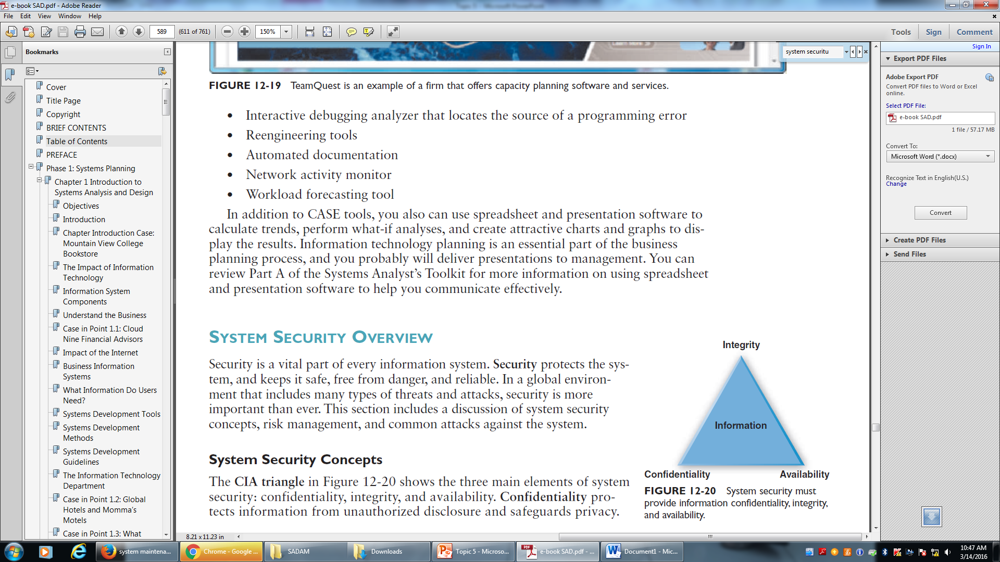 e-book SAD.pdf - Adobe Reader
File Edit View Window Help
589 (611 of 761) 150% Tools Sign Comment
Bookmarks
Cover
Title Page
Copyright
BRIEF CONTENTS
Table of Contents
PREFACE
Phase 1: Systems Planning
Chapter 1 Introduction to
Systems Analysis and Design
Objectives
Introduction
Chapter Introduction Case:
Mountain View College
Bookstore
The Impact of Information
Technology
Information System
Components
Understand the Business
Case in Point 1.1: Cloud
Nine Financial Advisors
Impact of the Internet
Business Information
Systems
What Information Do Users
Need?
Systems Development Tools
Systems Development
Methods
Systems Development
Guidelines
The Information Technology
Department
Case in Point 1.2: Global
Hotels and Momma's
Motels
Case in Point 1.3: What
system securitu
FIGURE 12-19 TeamQuest is an example of a firm that offers capacity planning software and services.
• Interactive debugging analyzer that locates the source of a programming error
• Reengineering tools
• Automated documentation
• Network activity monitor
• Workload forecasting tool
In addition to CASE tools, you also can use spreadsheet and presentation software to
calculate trends, perform what-if analyses, and create attractive charts and graphs to dis-
play the results. Information technology planning is an essential part of the business
planning process, and you probably will deliver presentations to management. You can
review Part A of the Systems Analyst's Toolkit for more information on using spreadsheet
and presentation software to help you communicate effectively.
SYSTEM SECURITY OVERVIEW
Security is a vital part of every information system. Security protects the sys-
tem, and keeps it safe, free from danger, and reliable. In a global environ-
ment that includes many types of threats and attacks, security is more
important than ever. This section includes a discussion of system security
concepts, risk management, and common attacks against the system.
System Security Concepts
The CIA triangle in Figure 12-20 shows the three main elements of system
security: confidentiality, integrity, and availability. Confidentiality pro-
tects information from unauthorized disclosure and safeguards privacy.
Integrity
Information
Confidentiality Availability
FIGURE 12-20 System security must
provide information confidentiality, integrity,
and availability.
8.21 x 11.23 in
Sign In
Export PDF Files
Adobe Export PDF
Convert PDF files to Word or Excel
online.
Select PDF File:
e-book SAD.pdf
1 file / 57.17 MB
Convert To:
Microsoft Word (*.docx)
Recognize Text in English(U.S.)
Change
Convert
Create PDF Files
Send Files
system maintena...
Chrome - Google ...
SADAM
Downloads
Topic 5 - Microso...
e-book SAD.pdf - ...
Document1 - Mic...
10:47 AM
3/14/2016